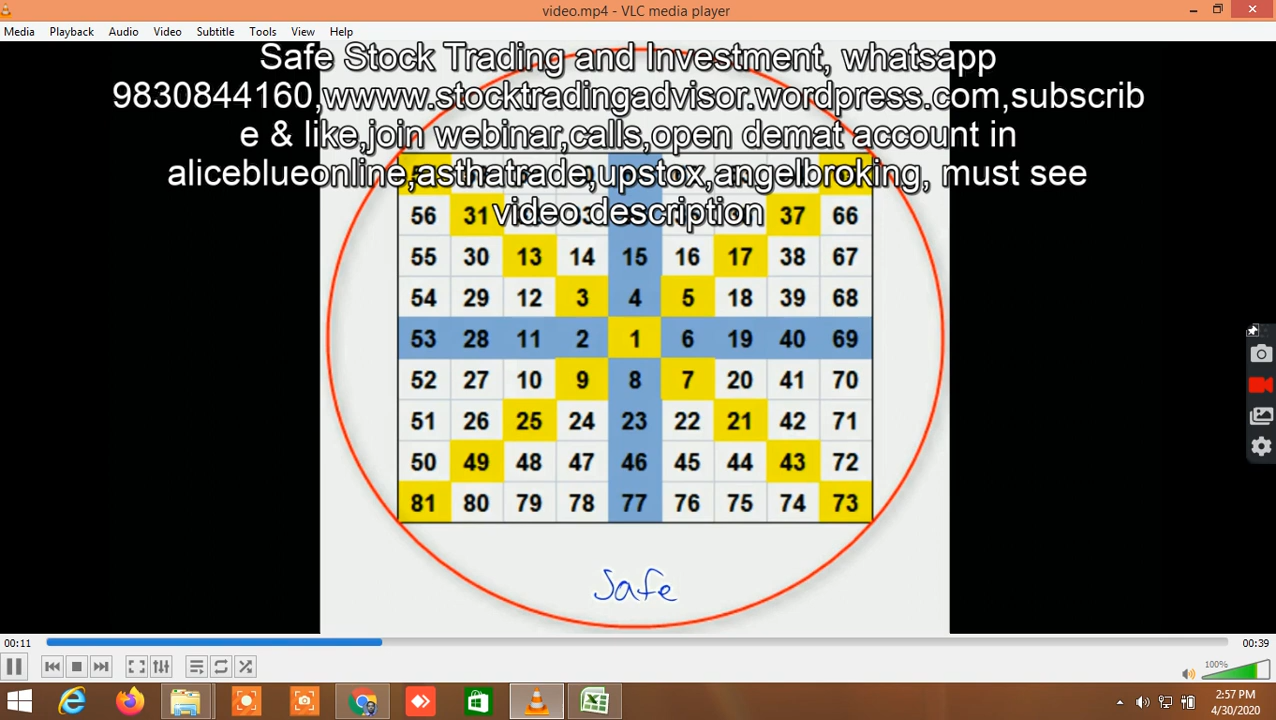 video.mp4 - VLC media player
Media Playback Audio Video Subtitle Tools View Help
Safe Stock Trading and Investment, whatsapp
9830844160,wwww.stocktradingadvisor.wordpress.com,subscrib
e & like,join webinar,calls,open demat account in
aliceblueonline,asthatrade,upstox,angelbroking, must see
video description
56 31 37 66
55 30 13 14 15 16 17 38 67
54 29 12 3 4 5 18 39 68
53 28 11 2 1 6 19 40 69
52 27 10 9 8 7 20 41 70
51 26 25 24 23 22 21 42 71
50 49 48 47 46 45 44 43 72
81 80 79 78 77 76 75 74 73
Safe
00:11 00:39
100%
2:57 PM
4/30/2020